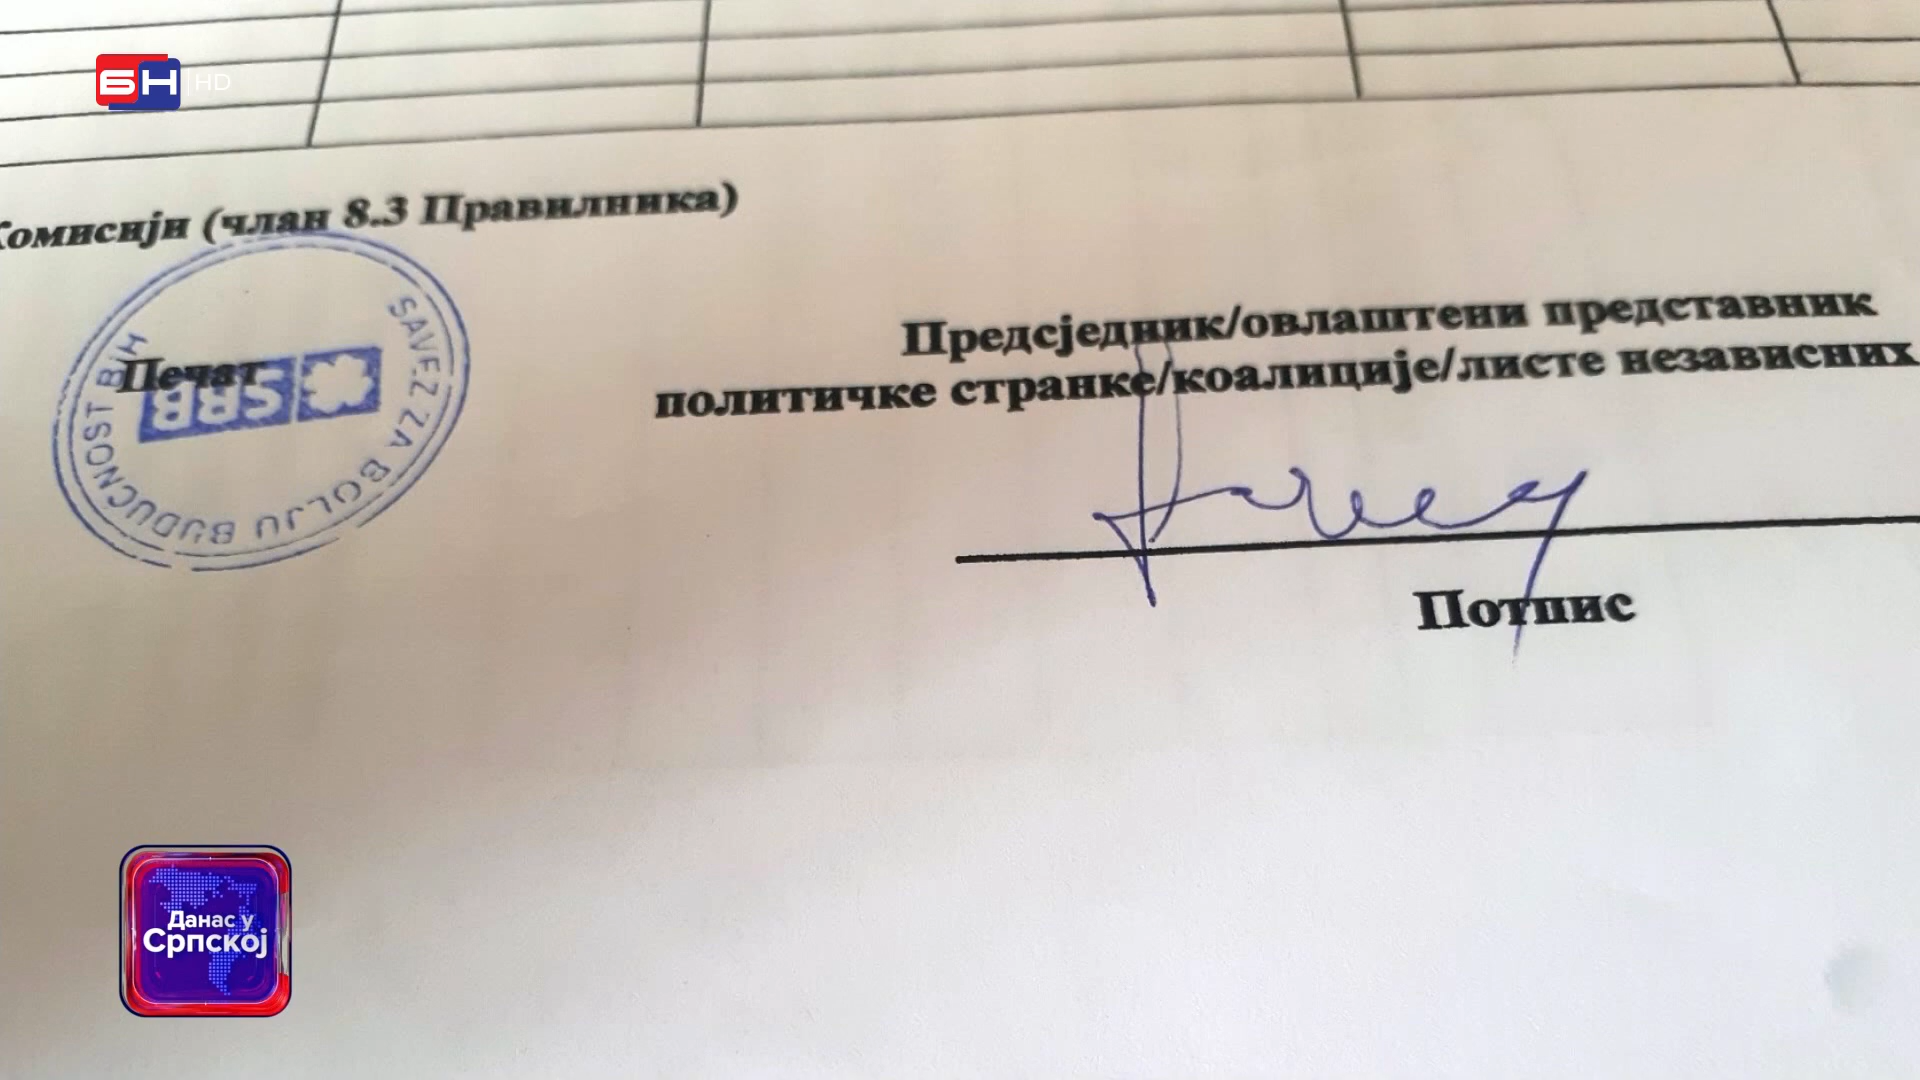 БН HD
Комисији (члан 8.3 Правилника)
Предсједник/овлаштени представник
политичке странке/коалиције/листе независних
Печат
SAVEZ ZA BOLJU BUDUĆNOST BIH
SBB
Потпис
Данас у
Српској